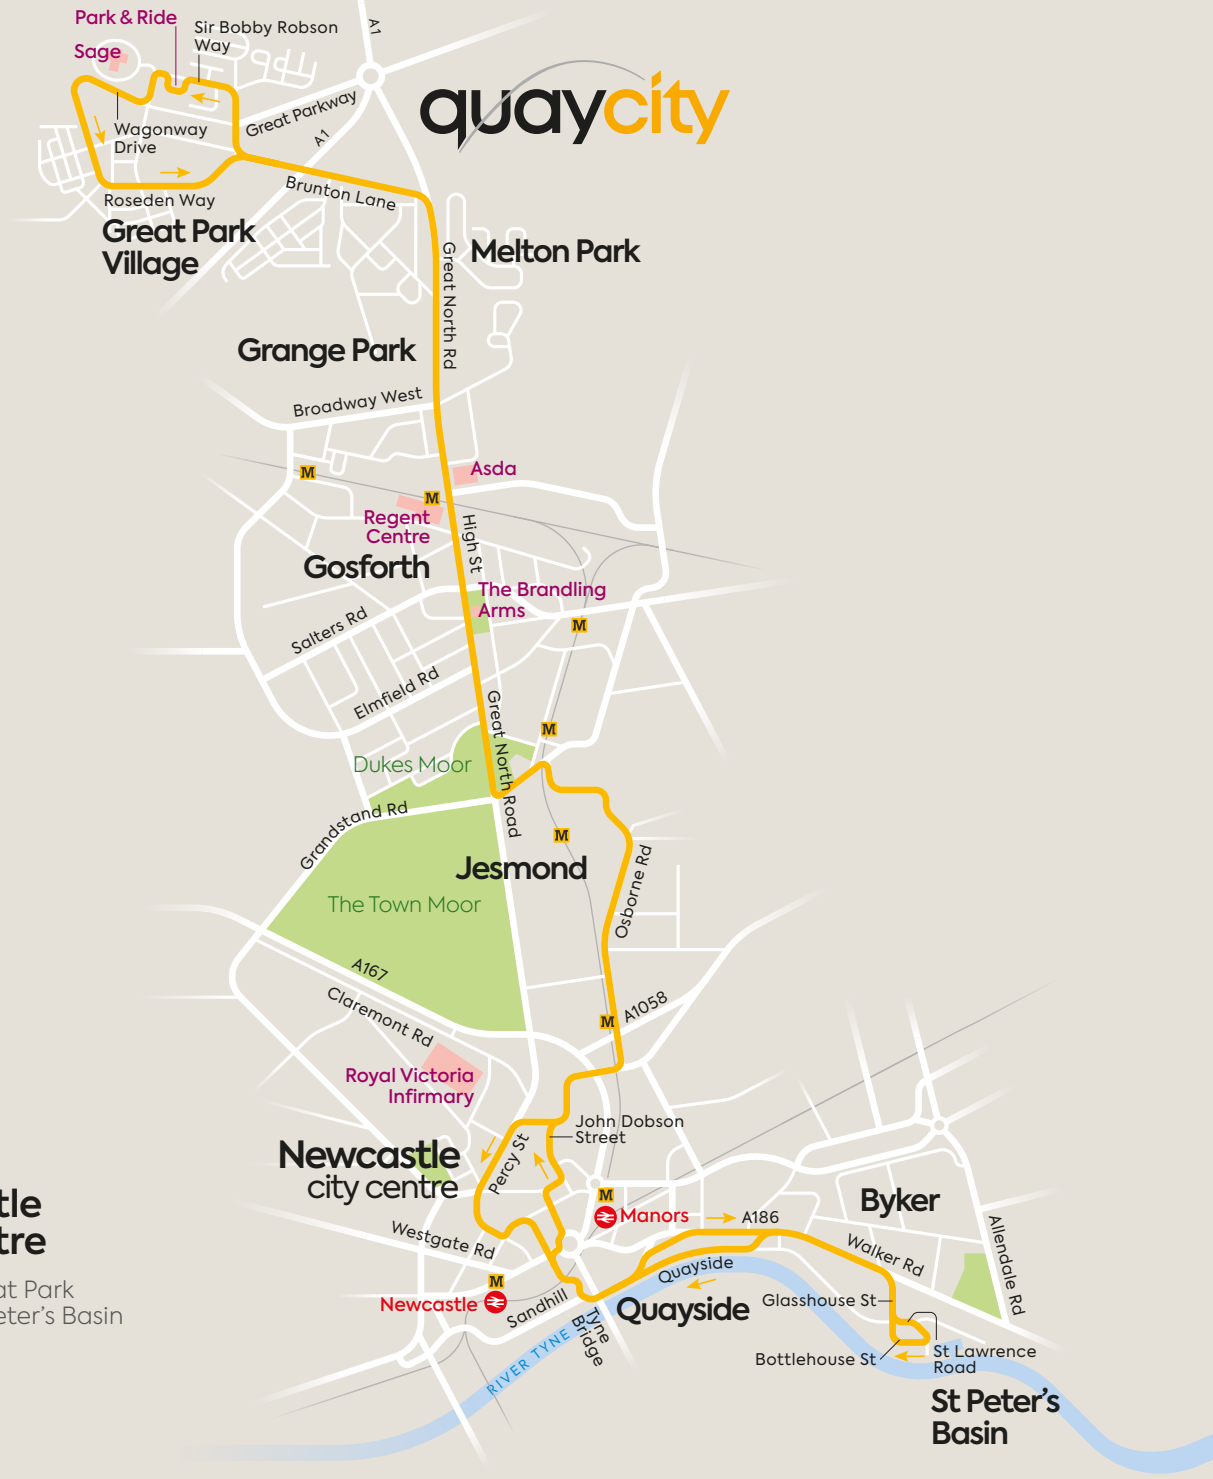 Park & Ride
Sir Bobby Robson
Way
Sage
A1
quaycity
Great Parkway
A1
Wagonway
Drive
Brunton Lane
Roseden Way
Great Park
Village
Great North Rd
Melton Park
Grange Park
Broadway West
M
Asda
M
Regent
Centre
High St
Gosforth
The Brandling
Arms
Salters Rd
M
Elmfield Rd
Great North Road
M
Dukes Moor
Grandstand Rd
M
Jesmond
Osborne Rd
The Town Moor
A167
Claremont Rd
M
A1058
Royal Victoria
Infirmary
John Dobson
Street
Newcastle
city centre
Percy St
M
Manors
A186
Byker
Allendale Rd
tle
tre
at Park
eter's Basin
Westgate Rd
Walker Rd
Quayside
M
Newcastle
Sandhill
Quayside
Tyne
Bridge
RIVER TYNE
Glasshouse St
Bottlehouse St
St Lawrence
Road
St Peter's
Basin